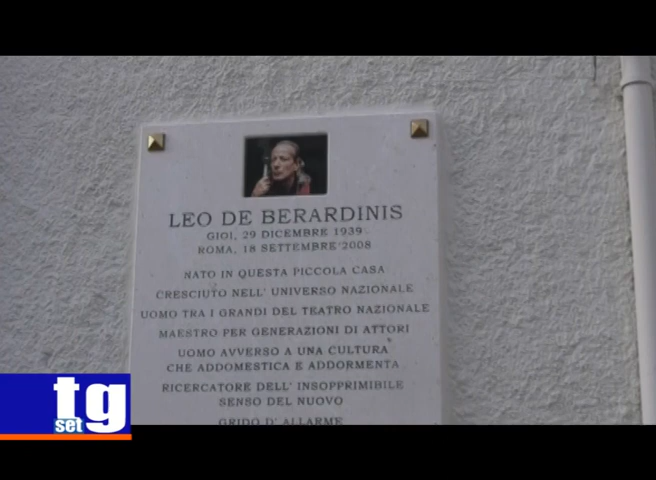 LEO DE BERARDINIS
GIOI, 29 DICEMBRE 1939
ROMA, 18 SETTEMBRE 2008
NATO IN QUESTA PICCOLA CASA
CRESCIUTO NELL' UNIVERSO NAZIONALE
UOMO TRA I GRANDI DEL TEATRO NAZIONALE
MAESTRO PER GENERAZIONI DI ATTORI
UOMO AVVERSO A UNA CULTURA
CHE ADDOMESTICA E ADDORMENTA
RICERCATORE DELL' INSOPPRIMIBILE
SENSO DEL NUOVO
GRIDO D' ALLARME
tg
set